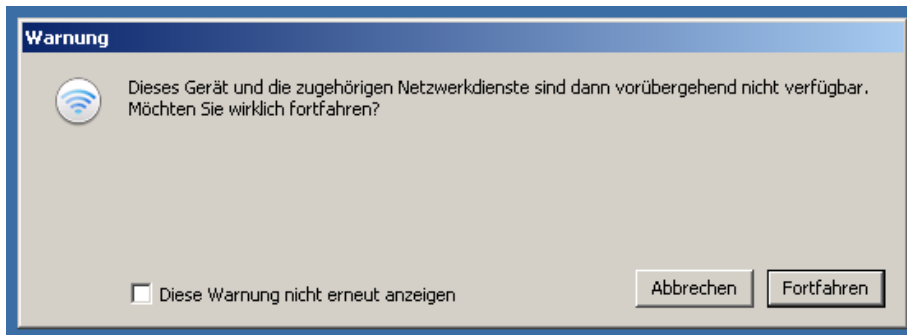 Warnung
Dieses Gerät und die zugehörigen Netzwerkdienste sind dann vorübergehend nicht verfügbar.
Möchten Sie wirklich fortfahren?
Diese Warnung nicht erneut anzeigen
Abbrechen
Fortfahren